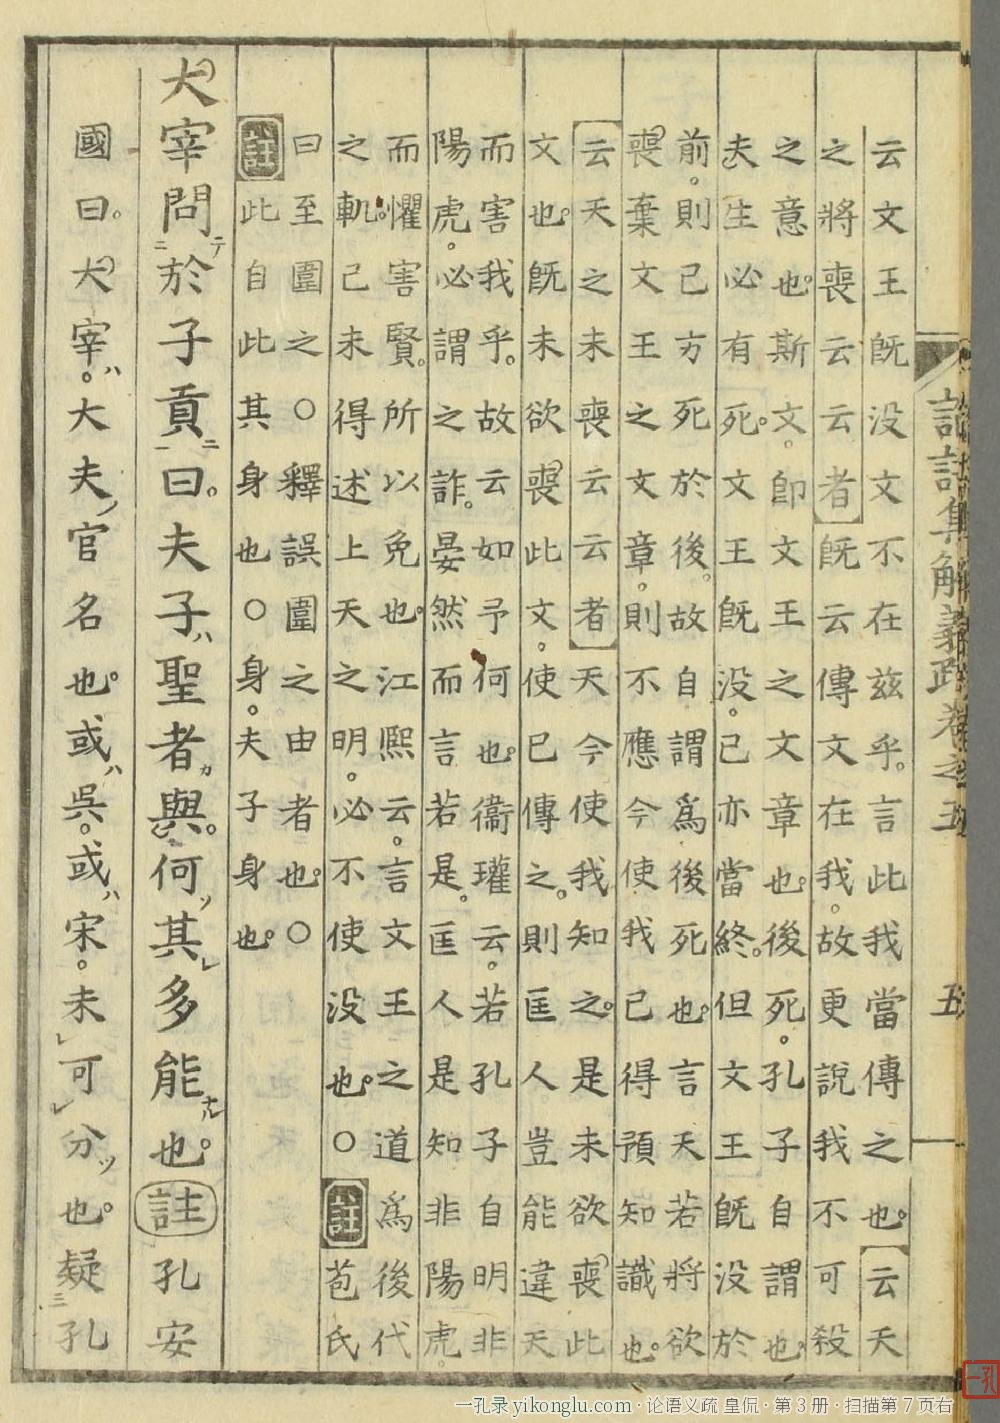 論語集解義疏卷之五 五
云文王既没文不在茲乎。言此我當傳之也。[云天
之將喪云云者]既云傳文在我。故更說我不可殺
之意也。斯文。卽文王之文章也。後死。孔子自謂也。
夫生必有死。文王既没。己亦當終。但文王既没於
前。則己方死於後。故自謂爲後死也。言天若將欲
喪棄文王之文章。則不應今使我已得預知識也。
[云天之未喪云云者]天今使我知之。是未欲喪此
文也。既未欲喪此文。使已傳之。則匡人豈能違天
而害我乎。故云如予何也。衞瓘云。若孔子自明非
陽虎。必謂之詐。晏然而言若是。匡人是知非陽虎。
而懼害賢。所以免也。江熙云。言文王之道爲後代
之軌。己未得述上天之明。必不使没也。○註苞氏
曰至圍之○釋誤圍之由者也。○
註此自此其身也○身。夫子身也。
大宰問於子貢曰。夫子聖者與。何其多能也。註孔安
國曰。大宰。大夫官名也。或吳。或宋。未可分也。疑孔
一孔
一孔录 yikonglu.com · 论语义疏 皇侃 · 第 3 册 · 扫描第 7 页右